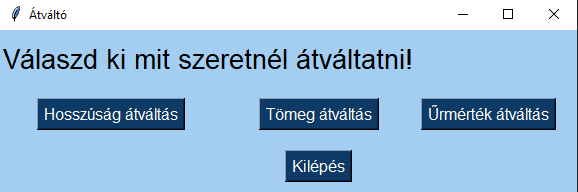 Átváltó
Válaszd ki mit szeretnél átváltatni!
Hosszúság átváltás Tömeg átváltás Űrmérték átváltás
Kilépés